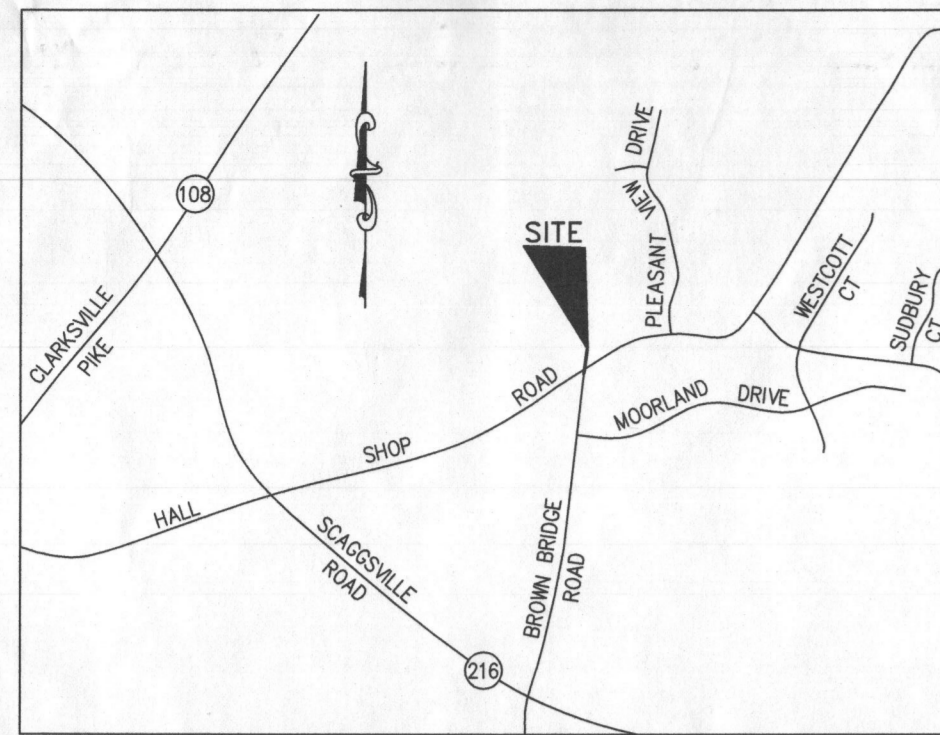 108
CLARKSVILLE
PIKE
SITE
PLEASANT VIEW DRIVE
WESTCOTT
CT
SUDBURY
CT
HALL SHOP ROAD
MOORLAND DRIVE
SCAGGSVILLE
ROAD
BROWN BRIDGE
ROAD
216